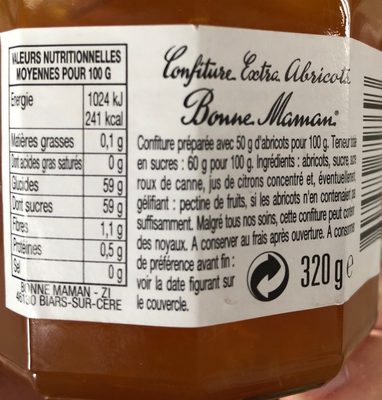 VALEURS NUTRITIONNELLES
MOYENNES POUR 100 G
Energie 1024 kJ
241 kcal
Matières grasses 0,1 g
Dont acides gras saturés 0 g
Glucides 59 g
Dont sucres 59 g
Fibres 1,1 g
Protéines 0,5 g
Sel 0 g
BONNE MAMAN - ZI
BIARS-SUR-CERE
Confiture Extra Abricots
Bonne Maman
Confiture préparée avec 50 g d'abricots pour 100 g. Teneur
en sucres : 60 g pour 100 g. Ingrédients : abricots, sucre,
roux de canne, jus de citrons concentré et, éventuellement,
gélifiant : pectine de fruits, si les abricots n'en contenaient pas
suffisamment. Malgré tous nos soins, cette confiture peut contenir
des noyaux. A conserver au frais après ouverture. A consommer
de préférence avant fin :
voir la date figurant sur
le couvercle.
320 g e